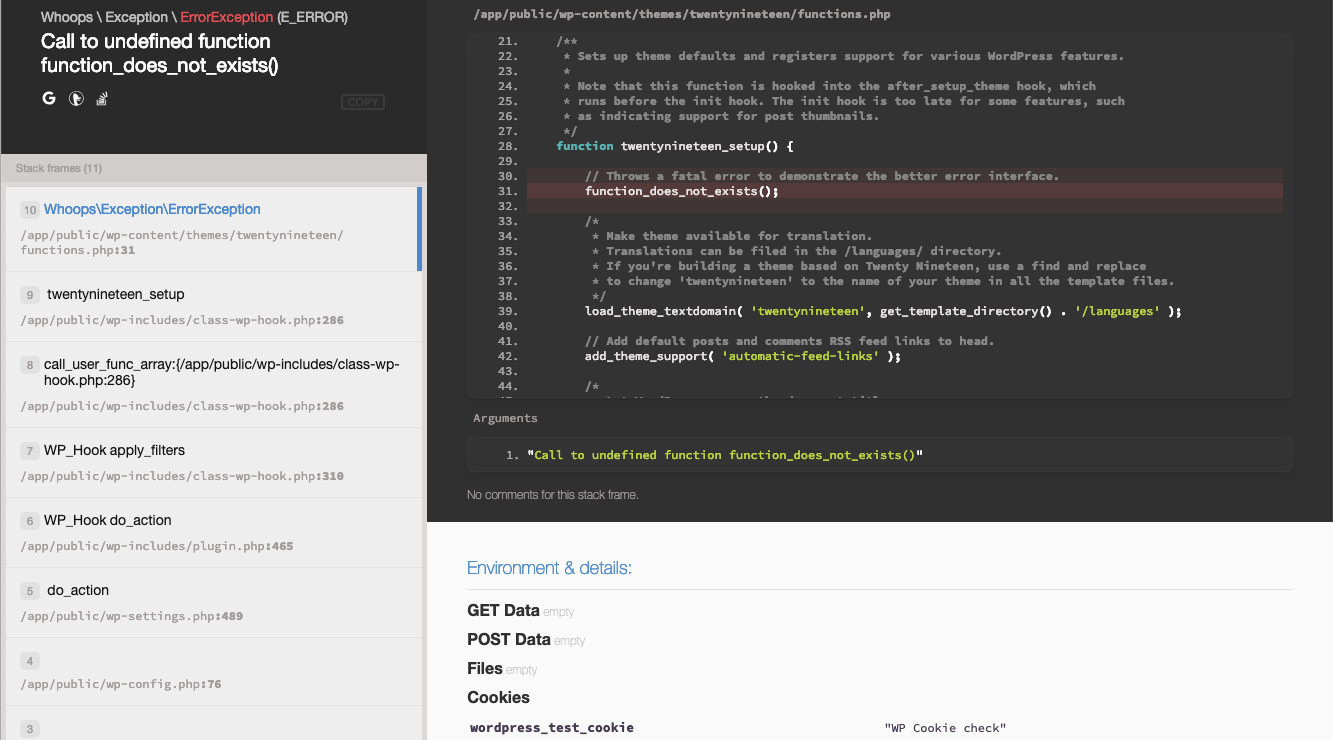 Whoops \ Exception \ ErrorException (E_ERROR)
Call to undefined function
function_does_not_exists()
COPY
Stack frames (11)
10 Whoops\Exception\ErrorException
/app/public/wp-content/themes/twentynineteen/
functions.php:31
9 twentynineteen_setup
/app/public/wp-includes/class-wp-hook.php:286
8 call_user_func_array:{/app/public/wp-includes/class-wp-
hook.php:286}
/app/public/wp-includes/class-wp-hook.php:286
7 WP_Hook apply_filters
/app/public/wp-includes/class-wp-hook.php:310
6 WP_Hook do_action
/app/public/wp-includes/plugin.php:465
5 do_action
/app/public/wp-settings.php:489
4
/app/public/wp-config.php:76
3
/app/public/wp-content/themes/twentynineteen/functions.php
21. /**
22. * Sets up theme defaults and registers support for various WordPress features.
23. *
24. * Note that this function is hooked into the after_setup_theme hook, which
25. * runs before the init hook. The init hook is too late for some features, such
26. * as indicating support for post thumbnails.
27. */
28. function twentynineteen_setup() {
29.
30. // Throws a fatal error to demonstrate the better error interface.
31. function_does_not_exists();
32.
33. /*
34. * Make theme available for translation.
35. * Translations can be filed in the /languages/ directory.
36. * If you're building a theme based on Twenty Nineteen, use a find and replace
37. * to change 'twentynineteen' to the name of your theme in all the template files.
38. */
39. load_theme_textdomain( 'twentynineteen', get_template_directory() . '/languages' );
40.
41. // Add default posts and comments RSS feed links to head.
42. add_theme_support( 'automatic-feed-links' );
43.
44. /*
Arguments
1. "Call to undefined function function_does_not_exists()"
No comments for this stack frame.
Environment & details:
GET Data empty
POST Data empty
Files empty
Cookies
wordpress_test_cookie "WP Cookie check"